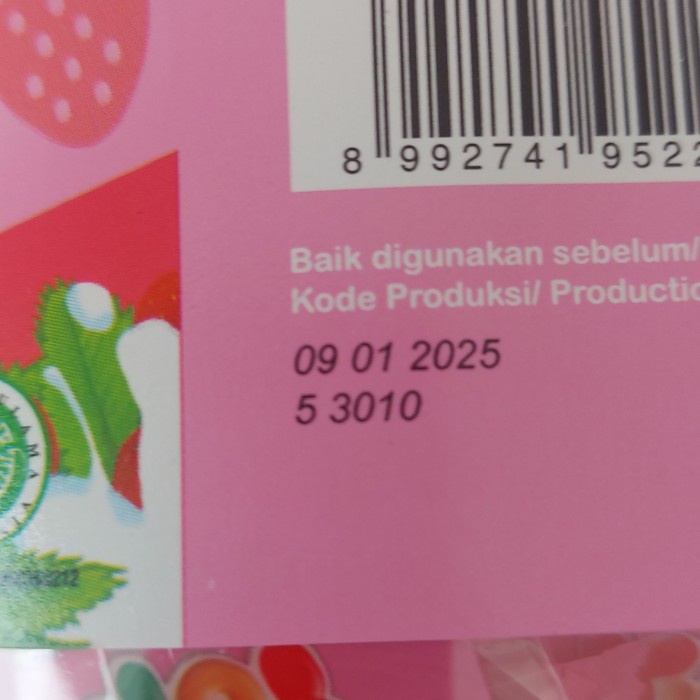 8 992741 9522
Baik digunakan sebelum/
Kode Produksi/ Productio
09 01 2025
5 3010